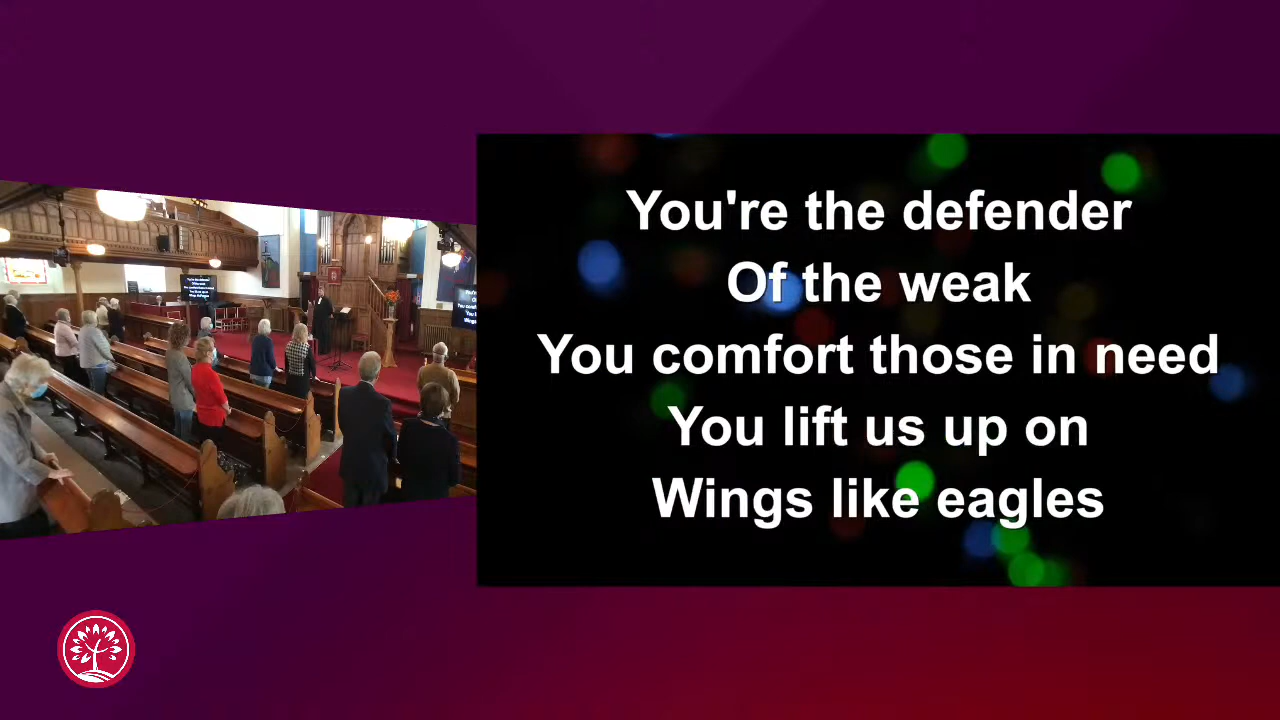 You're the defender
Of the weak
You comfort those in need
You lift us up on
Wings like eagles